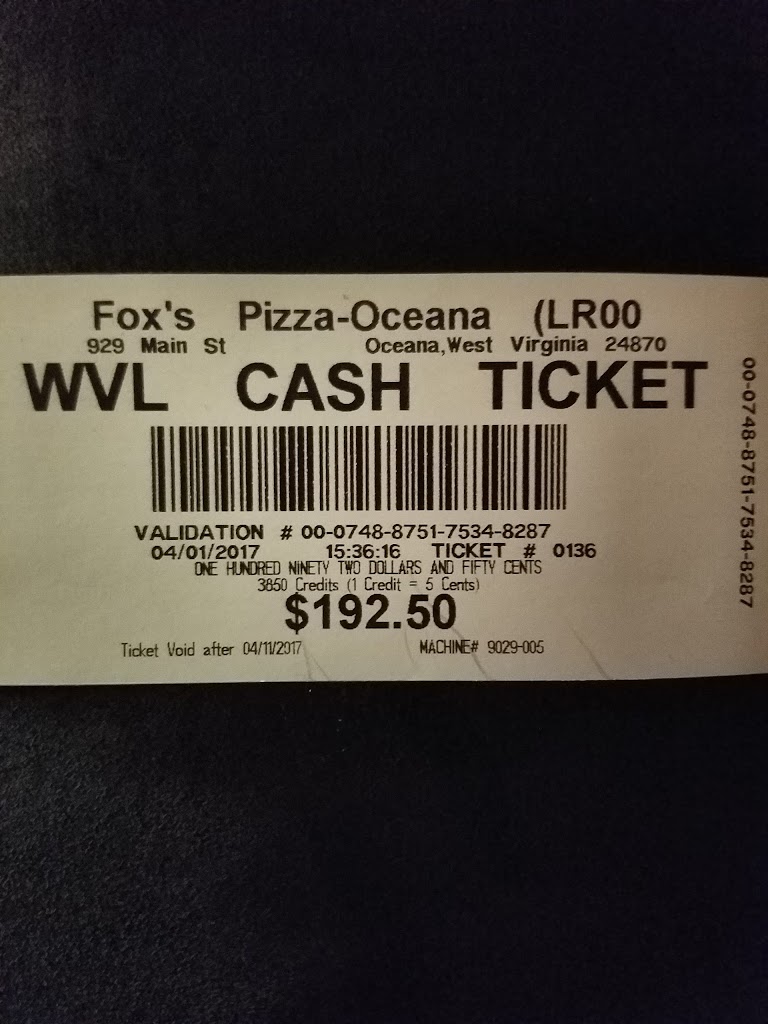 Fox's Pizza-Oceana (LR00
929 Main St Oceana,West Virginia 24870
WVL CASH TICKET
VALIDATION # 00-0748-8751-7534-8287
04/01/2017 15:36:16 TICKET # 0136
ONE HUNDRED NINETY TWO DOLLARS AND FIFTY CENTS
3850 Credits (1 Credit = 5 Cents)
$192.50
Ticket Void after 04/11/2017 MACHINE# 9029-005
00-0748-8751-7534-8287